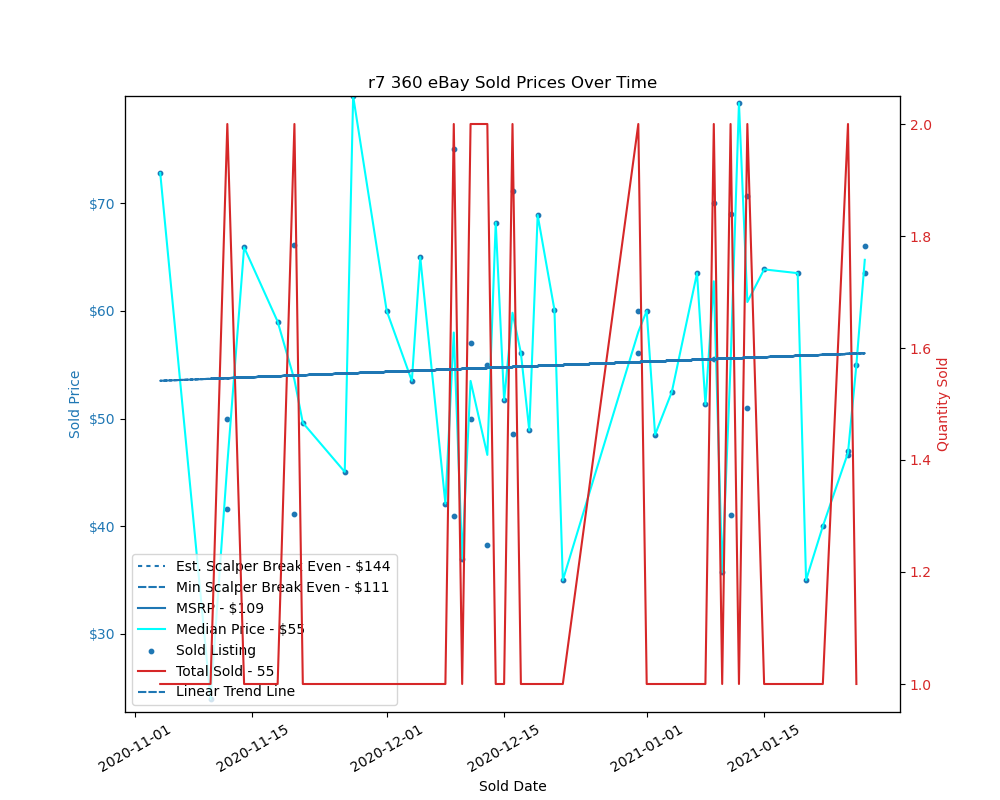 r7 360 eBay Sold Prices Over Time
$70
$60
$50
$40
$30
Sold Price
2.0
1.8
1.6
1.4
1.2
1.0
Quantity Sold
Est. Scalper Break Even - $144
Min Scalper Break Even - $111
MSRP - $109
Median Price - $55
Sold Listing
Total Sold - 55
Linear Trend Line
2020-11-01
2020-11-15
2020-12-01
2020-12-15
2021-01-01
2021-01-15
Sold Date